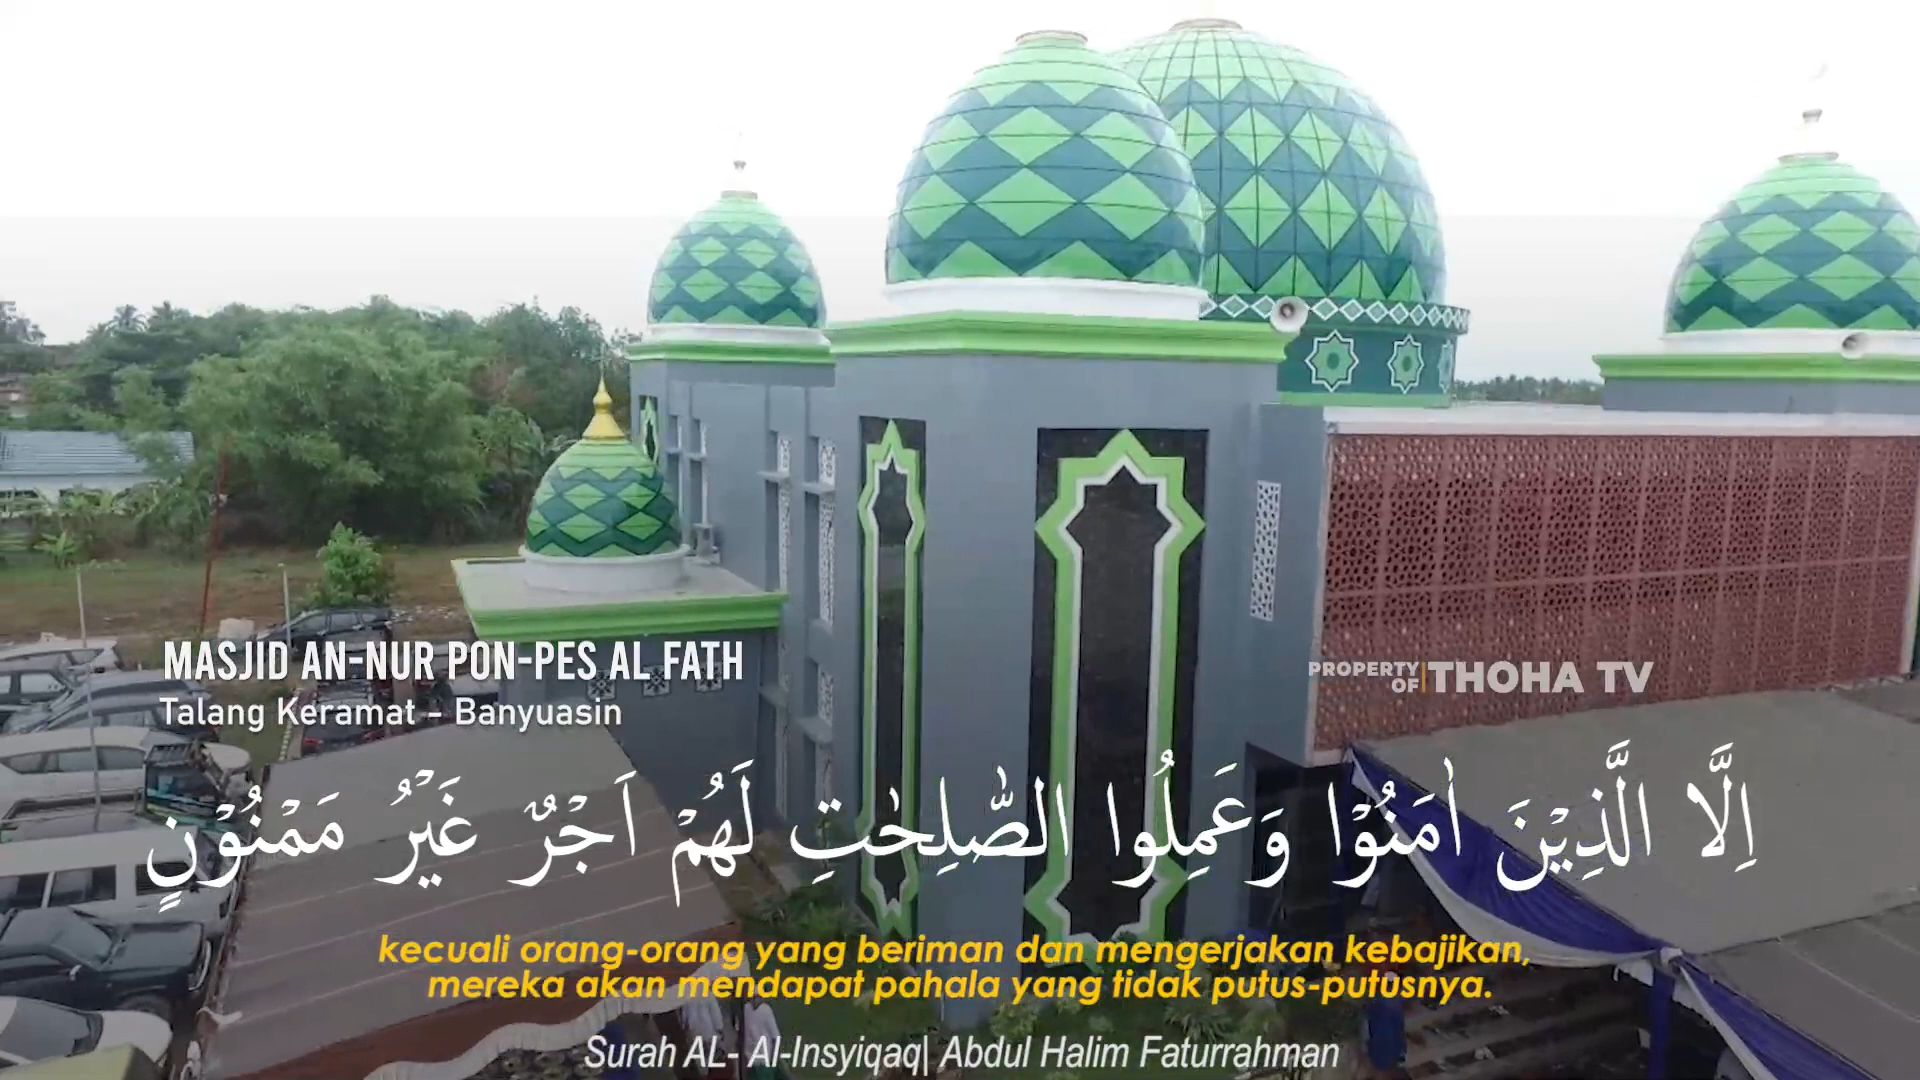 MASJID AN-NUR PON-PES AL FATH
Talang Keramat - Banyuasin
PROPERTY OF | THOHA TV
اِلَّا الَّذِيْنَ اٰمَنُوْا وَعَمِلُوا الصّٰلِحٰتِ لَهُمْ اَجْرٌ غَيْرُ مَمْنُوْنٍ
kecuali orang-orang yang beriman dan mengerjakan kebajikan,
mereka akan mendapat pahala yang tidak putus-putusnya.
Surah AL- Al-Insyiqaq| Abdul Halim Faturrahman